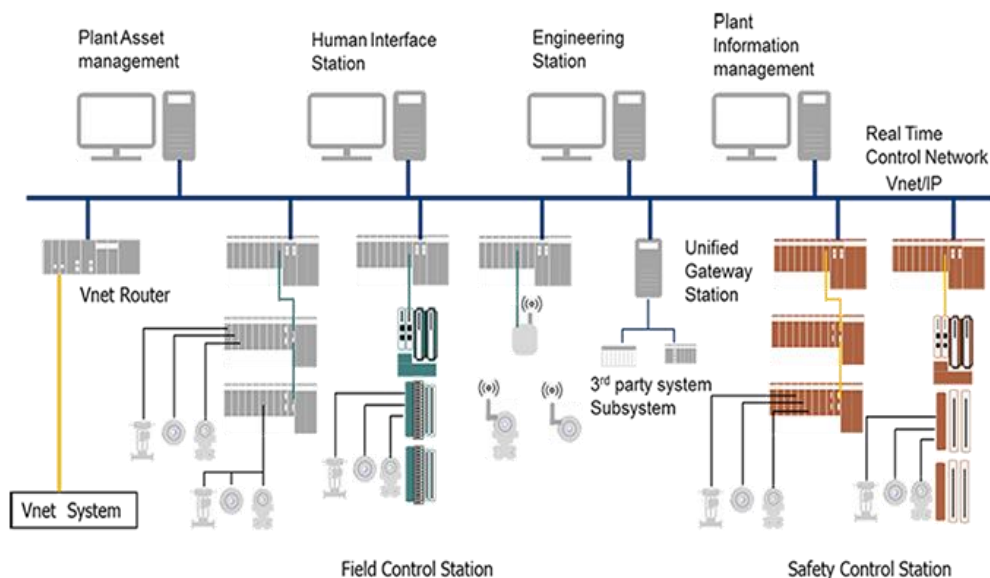 Plant Asset
management
Human Interface
Station
Engineering
Station
Plant
Information
management
Real Time
Control Network
Vnet/IP
Vnet Router
Unified
Gateway
Station
3rd party system
Subsystem
Vnet System
Field Control Station
Safety Control Station